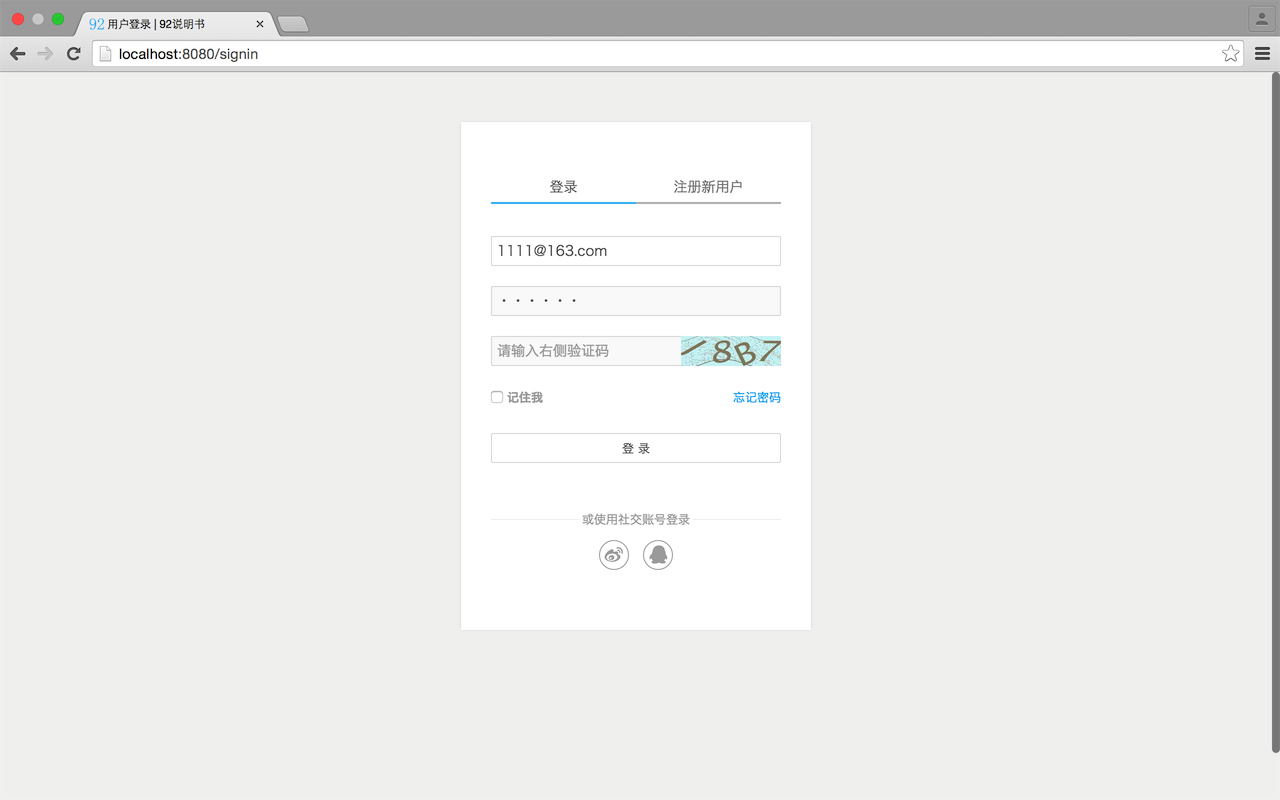 92 用户登录 | 92说明书
localhost:8080/signin
登录 注册新用户
1111@163.com
······
请输入右侧验证码 8B7
记住我 忘记密码
登 录
或使用社交账号登录